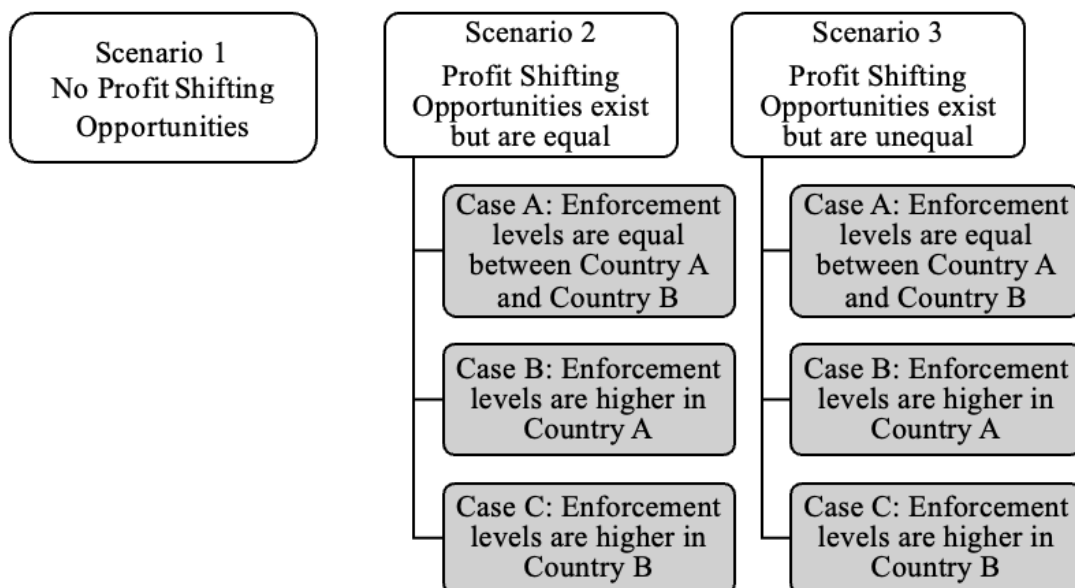 Scenario 1
No Profit Shifting
Opportunities
Scenario 2
Profit Shifting
Opportunities exist
but are equal
Case A: Enforcement
levels are equal
between Country A
and Country B
Case B: Enforcement
levels are higher in
Country A
Case C: Enforcement
levels are higher in
Country B
Scenario 3
Profit Shifting
Opportunities exist
but are unequal
Case A: Enforcement
levels are equal
between Country A
and Country B
Case B: Enforcement
levels are higher in
Country A
Case C: Enforcement
levels are higher in
Country B